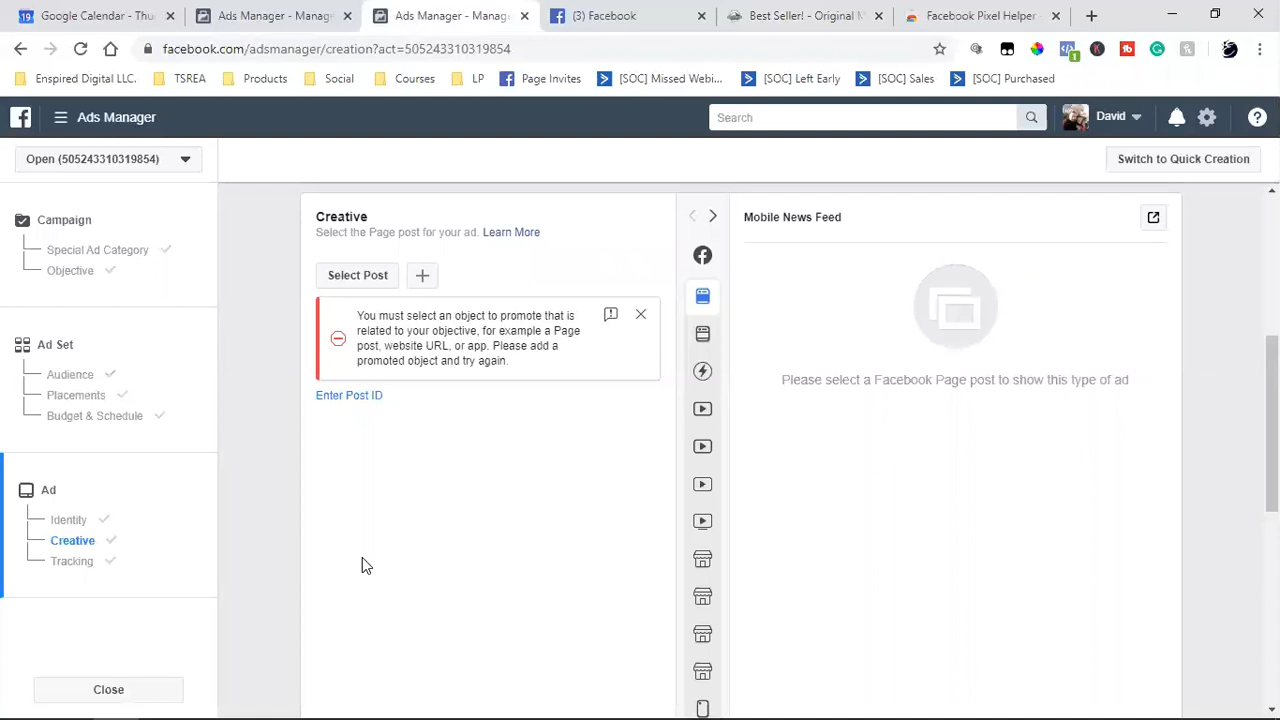 Google Calendar - Thu
Ads Manager - Manage
Ads Manager - Manage
(3) Facebook
Best Seller! - Original M
Facebook Pixel Helper -
facebook.com/adsmanager/creation?act=505243310319854
1
Enspired Digital LLC.
TSREA
Products
Social
Courses
LP
Page Invites
[SOC] Missed Webi...
[SOC] Left Early
[SOC] Sales
[SOC] Purchased
Ads Manager
Search
David
Open (505243310319854)
Switch to Quick Creation
Campaign
Special Ad Category
Objective
Ad Set
Audience
Placements
Budget & Schedule
Ad
Identity
Creative
Tracking
Close
Creative
Select the Page post for your ad. Learn More
Select Post
You must select an object to promote that is
related to your objective, for example a Page
post, website URL, or app. Please add a
promoted object and try again.
Enter Post ID
Mobile News Feed
Please select a Facebook Page post to show this type of ad